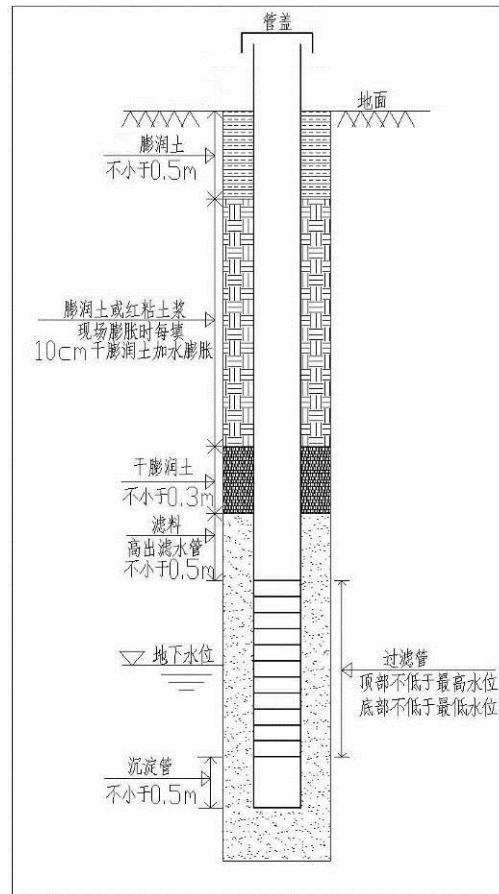 管盖
地面
膨润土
不小于0.5m
膨润土或红粘土浆
现场膨胀时每填
10cm干膨润土加水膨胀
干膨润土
不小于0.3m
滤料
高出滤水管
不小于0.5m
地下水位
过滤管
顶部不低于最高水位
底部不低于最低水位
沉淀管
不小于0.5m